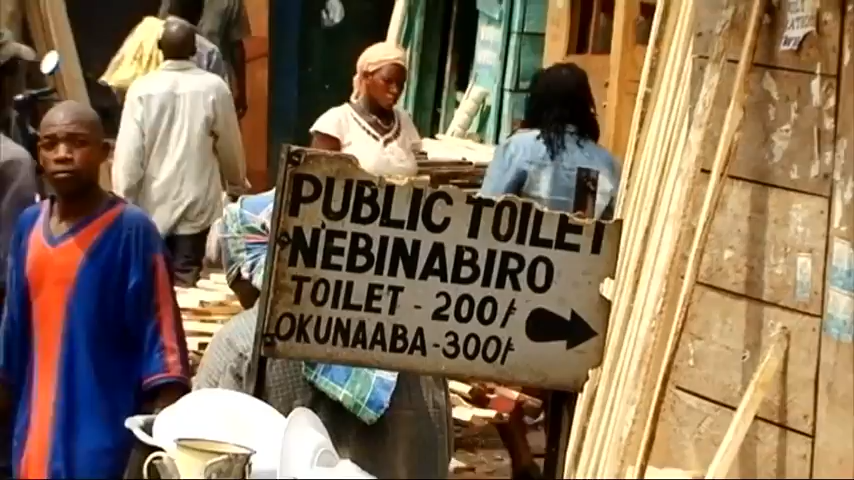 PUBLIC TOILET
NEBINABIRO
TOILET - 200/=
OKUNAABA -300/=